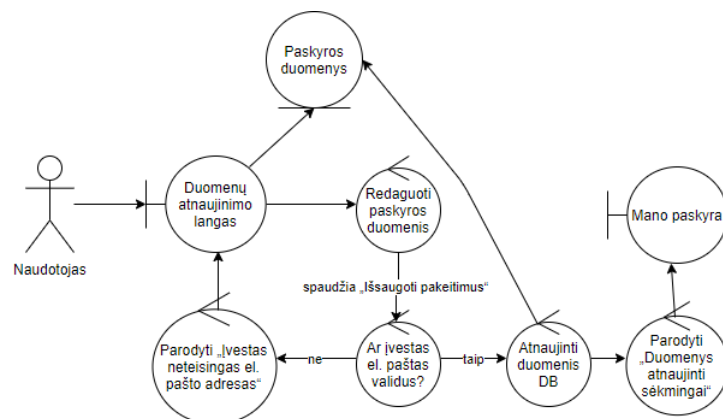 Paskyros
duomenys
Duomenų
atnaujinimo
langas
Redaguoti
paskyros
duomenis
Mano paskyra
Naudotojas
spaudžia „Išsaugoti pakeitimus“
Parodyti „Įvestas
neteisingas el.
pašto adresas“
ne
Ar įvestas
el. paštas
validus?
taip
Atnaujinti
duomenis
DB
Parodyti
„Duomenys
atnaujinti
sėkmingai“